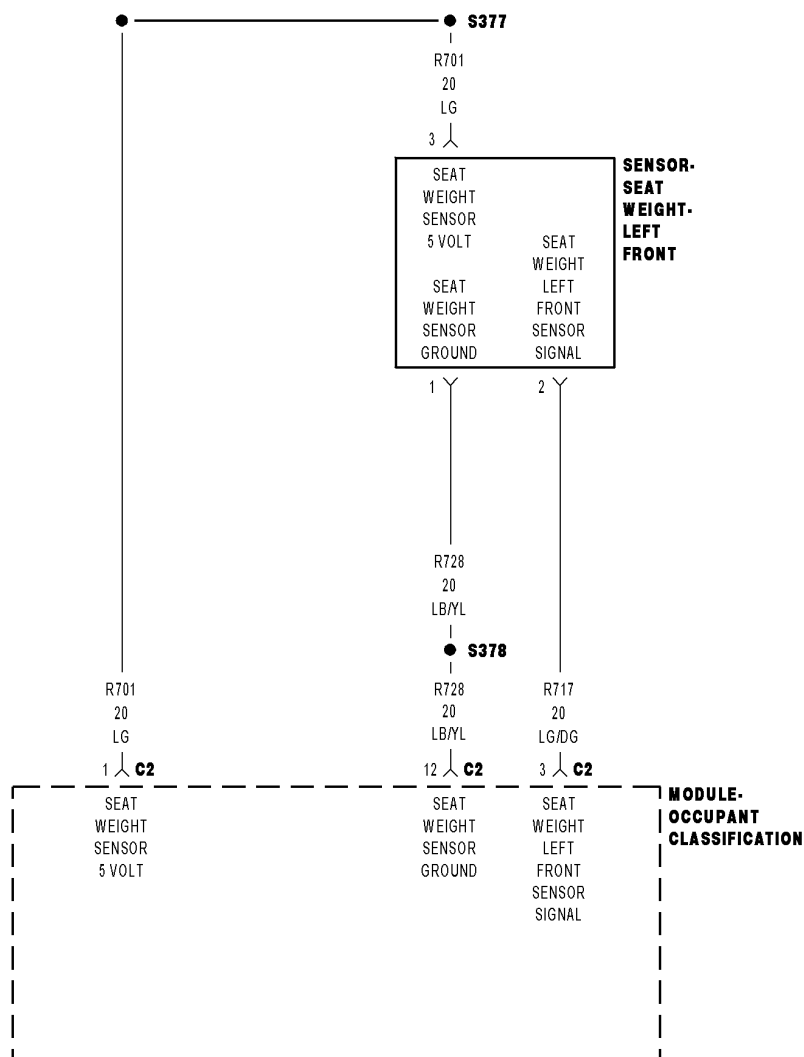 S377
R701
20
LG
3
SENSOR-
SEAT
WEIGHT-
LEFT
FRONT
SEAT
WEIGHT
SENSOR
5 VOLT
SEAT
WEIGHT
SENSOR
GROUND
SEAT
WEIGHT
LEFT
FRONT
SENSOR
SIGNAL
1
2
R728
20
LB/YL
S378
R701
20
LG
1 C2
R728
20
LB/YL
12 C2
R717
20
LG/DG
3 C2
MODULE-
OCCUPANT
CLASSIFICATION
SEAT
WEIGHT
SENSOR
5 VOLT
SEAT
WEIGHT
SENSOR
GROUND
SEAT
WEIGHT
LEFT
FRONT
SENSOR
SIGNAL